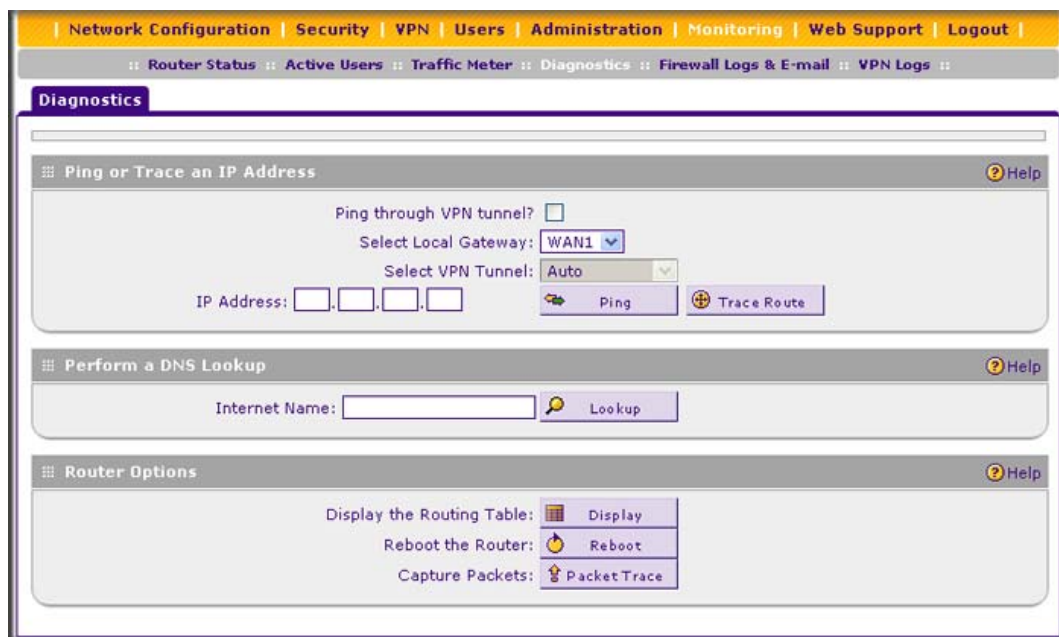 | Network Configuration | Security | VPN | Users | Administration | Monitoring | Web Support | Logout |
:: Router Status :: Active Users :: Traffic Meter :: Diagnostics :: Firewall Logs & E-mail :: VPN Logs ::
Diagnostics
Ping or Trace an IP Address
Help
Ping through VPN tunnel?
Select Local Gateway: WAN1
Select VPN Tunnel: Auto
IP Address: . . . Ping Trace Route
Perform a DNS Lookup
Help
Internet Name: Lookup
Router Options
Help
Display the Routing Table: Display
Reboot the Router: Reboot
Capture Packets: Packet Trace